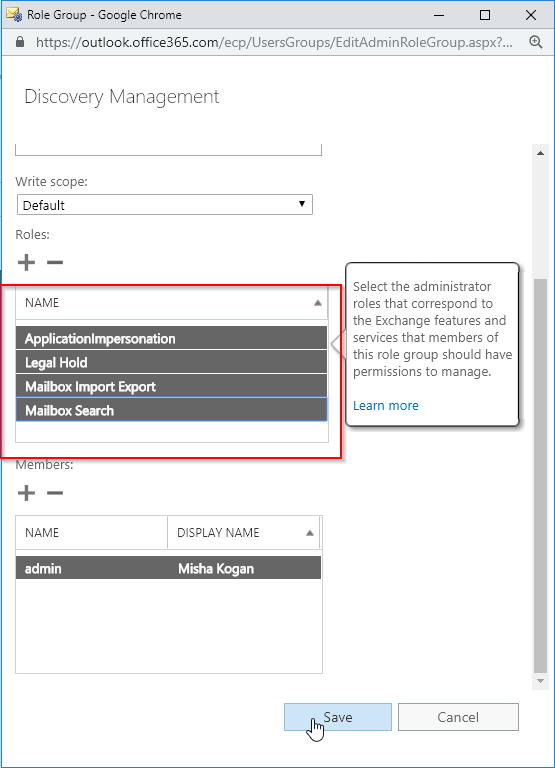 Role Group - Google Chrome
https://outlook.office365.com/ecp/UsersGroups/EditAdminRoleGroup.aspx?...
Discovery Management
Write scope:
Default
Roles:
NAME
ApplicationImpersonation
Legal Hold
Mailbox Import Export
Mailbox Search
Select the administrator
roles that correspond to
the Exchange features and
services that members of
this role group should have
permissions to manage.
Learn more
Members:
NAME DISPLAY NAME
admin Misha Kogan
Save Cancel